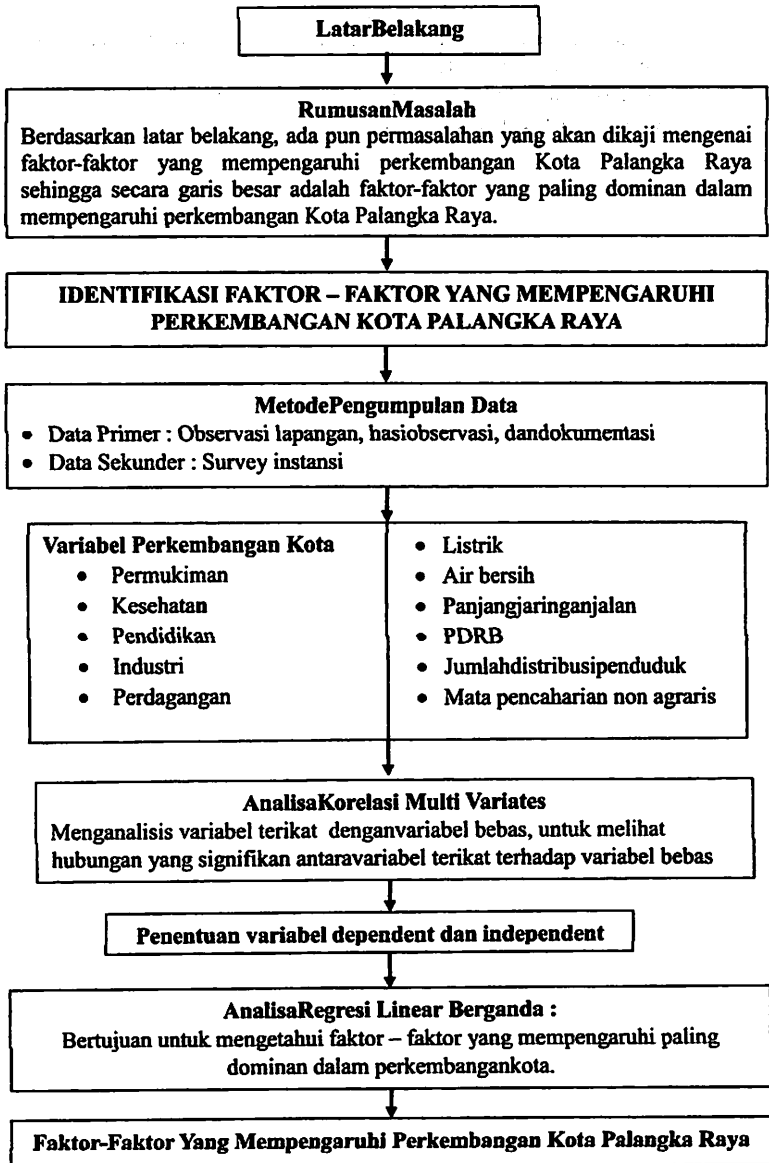 LatarBelakang
RumusanMasalah
Berdasarkan latar belakang, ada pun permasalahan yang akan dikaji mengenai
faktor-faktor yang mempengaruhi perkembangan Kota Palangka Raya
sehingga secara garis besar adalah faktor-faktor yang paling dominan dalam
mempengaruhi perkembangan Kota Palangka Raya.
IDENTIFIKASI FAKTOR – FAKTOR YANG MEMPENGARUHI
PERKEMBANGAN KOTA PALANGKA RAYA
MetodePengumpulan Data
• Data Primer : Observasi lapangan, hasiobservasi, dandokumentasi
• Data Sekunder : Survey instansi
Variabel Perkembangan Kota
• Permukiman
• Kesehatan
• Pendidikan
• Industri
• Perdagangan
• Listrik
• Air bersih
• Panjangjaringanjalan
• PDRB
• Jumlahdistribusipenduduk
• Mata pencaharian non agraris
AnalisaKorelasi Multi Variates
Menganalisis variabel terikat denganvariabel bebas, untuk melihat
hubungan yang signifikan antaravariabel terikat terhadap variabel bebas
Penentuan variabel dependent dan independent
AnalisaRegresi Linear Berganda :
Bertujuan untuk mengetahui faktor – faktor yang mempengaruhi paling
dominan dalam perkembangankota.
Faktor-Faktor Yang Mempengaruhi Perkembangan Kota Palangka Raya